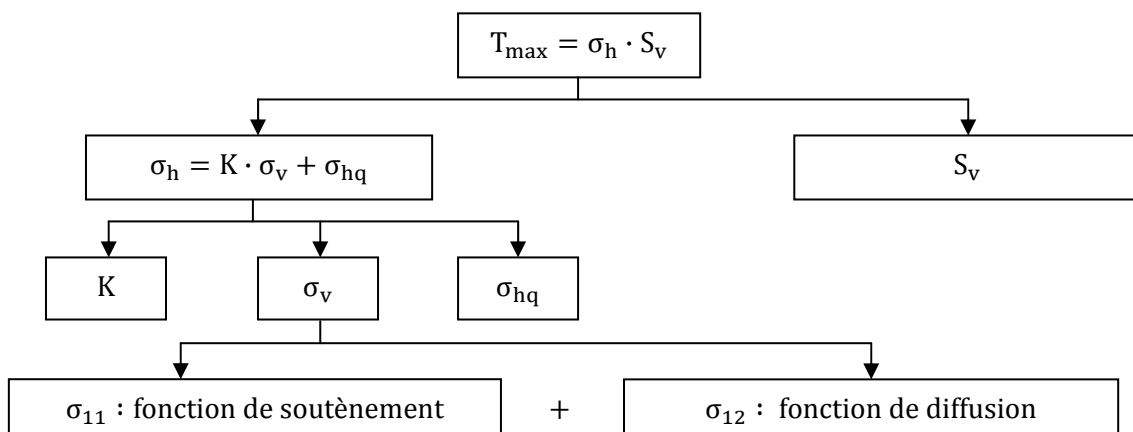 T_max = σ_h · S_v
σ_h = K · σ_v + σ_hq
S_v
K
σ_v
σ_hq
σ_11 : fonction de soutènement
+
σ_12 : fonction de diffusion